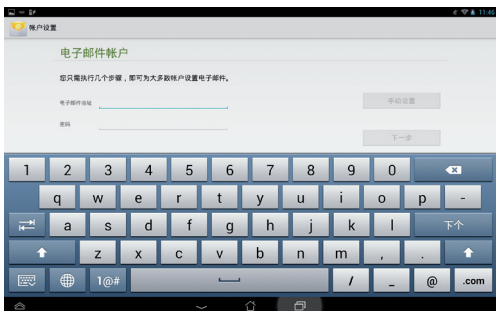 11:46
帐户设置
电子邮件帐户
您只需执行几个步骤，即可为大多数帐户设置电子邮件。
电子邮件地址
手动设置
密码
下一步
1 2 3 4 5 6 7 8 9 0
q w e r t y u i o p -
a s d f g h j k l 下个
z x c v b n m , .
1@# / _ @ .com